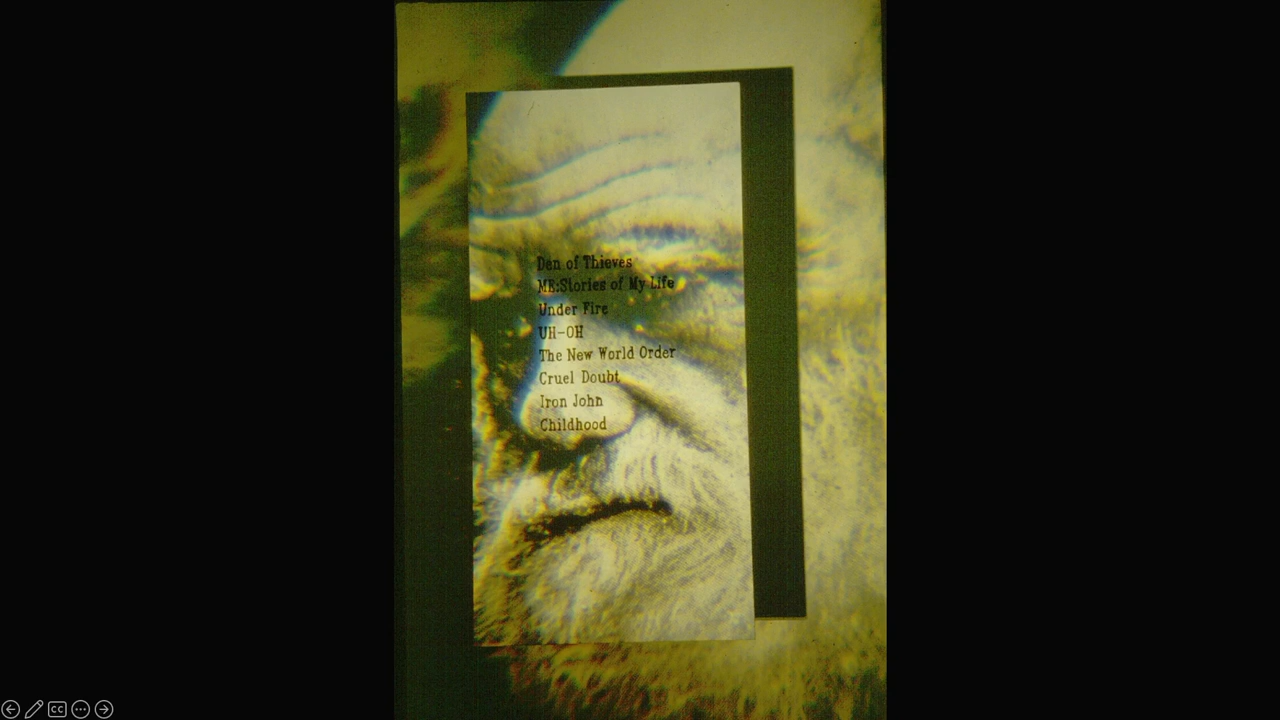 Den of Thieves
ME:Stories of My Life
Under Fire
UH-OH
The New World Order
Cruel Doubt
Iron John
Childhood
CC